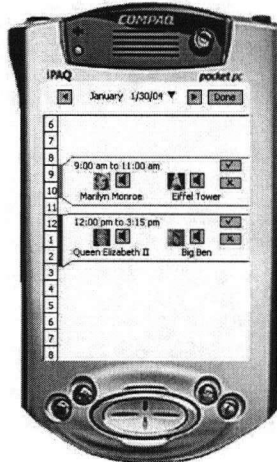 COMPAQ
iPAQ pocket pc
January 1/30/04 Done
6
7
8
9:00 am to 11:00 am
9
10
Marilyn Monroe Eiffel Tower
11
12:00 pm to 3:15 pm
12
1
Queen Elizabeth II Big Ben
2
3
4
5
6
7
8